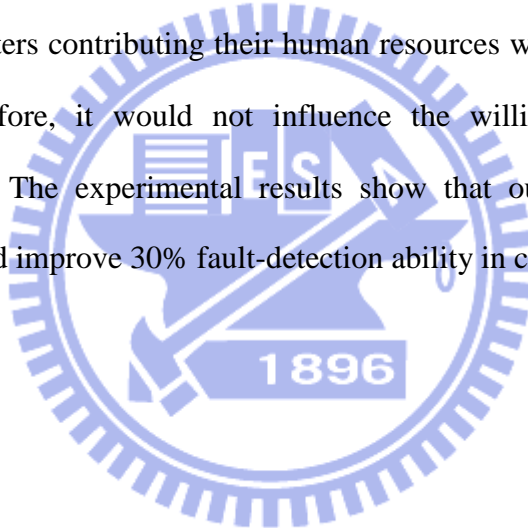 ters contributing their human resources w
fore, it would not influence the willi
ES A
The experimental results show that ou
d improve 30% fault-detection ability in c
1896